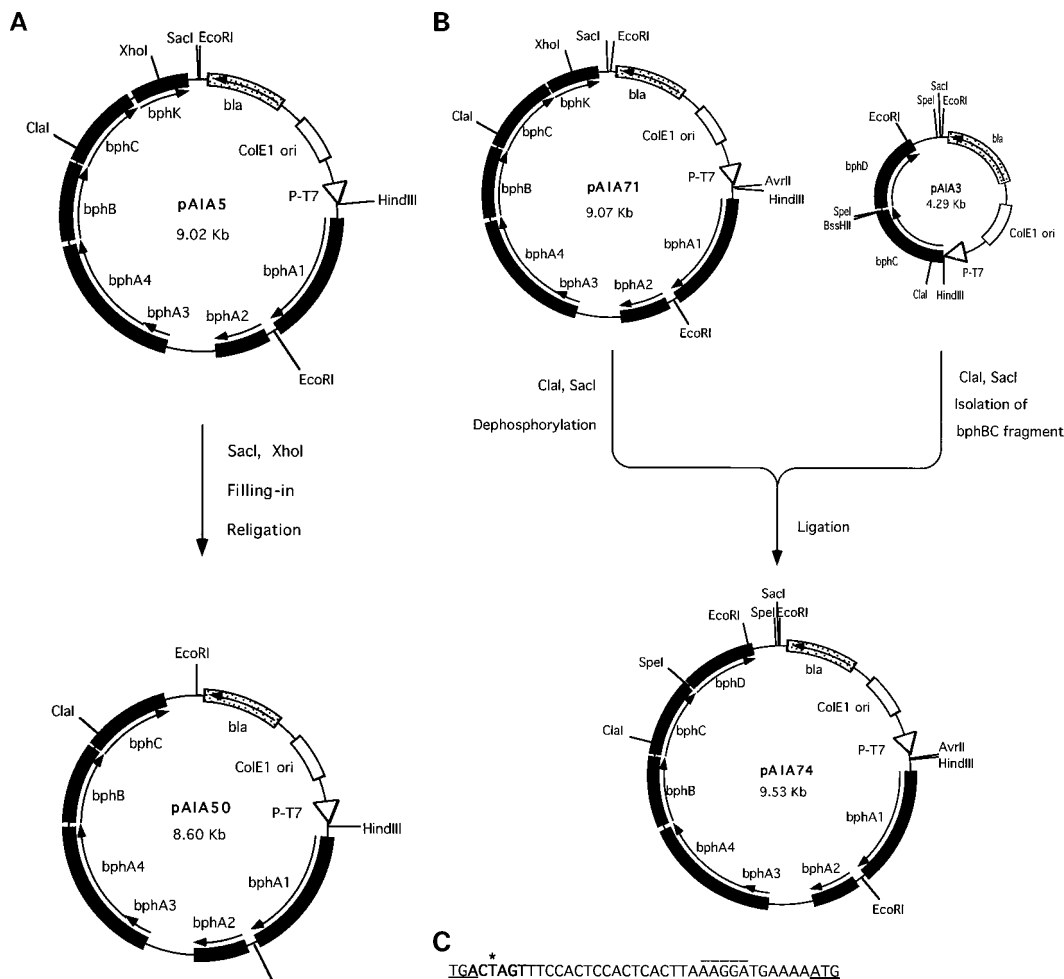 A
SacI EcoRI
XhoI
bla
bphK
ClaI
bphC
ColE1 ori
P-T7
HindIII
bphB
pAIA5
9.02 Kb
bphA1
bphA4
bphA3
bphA2
EcoRI
SacI, XhoI
Filling-in
Religation
EcoRI
bla
ClaI
bphC
ColE1 ori
bphB
pAIA50
8.60 Kb
P-T7
HindIII
bphA4
bphA1
bphA3
bphA2
B
SacI EcoRI
XhoI
bla
bphK
ClaI
bphC
ColE1 ori
P-T7
AvrII
HindIII
bphB
pAIA71
9.07 Kb
bphA1
bphA4
bphA3
bphA2
EcoRI
SacI
SpeI EcoRI
EcoRI
bla
bphD
pAIA3
4.29 Kb
SpeI
BssHII
ColE1 ori
bphC
P-T7
ClaI HindIII
ClaI, SacI
Dephosphorylation
ClaI, SacI
Isolation of
bphBC fragment
Ligation
SacI
EcoRI SpeI EcoRI
SpeI
bla
bphD
ColE1 ori
ClaI
bphC
P-T7
AvrII
HindIII
bphB
pAIA74
9.53 Kb
bphA1
bphA4
bphA3
bphA2
EcoRI
C
*
TGACTAGTTTCCACTCCACTCACTTAAAGGATGAAAAATG